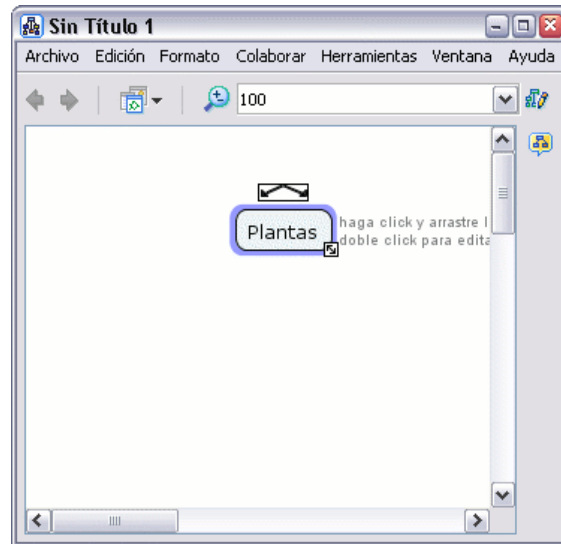 Sin Título 1
Archivo Edición Formato Colaborar Herramientas Ventana Ayuda
100
Plantas
haga click y arrastre l
doble click para edita